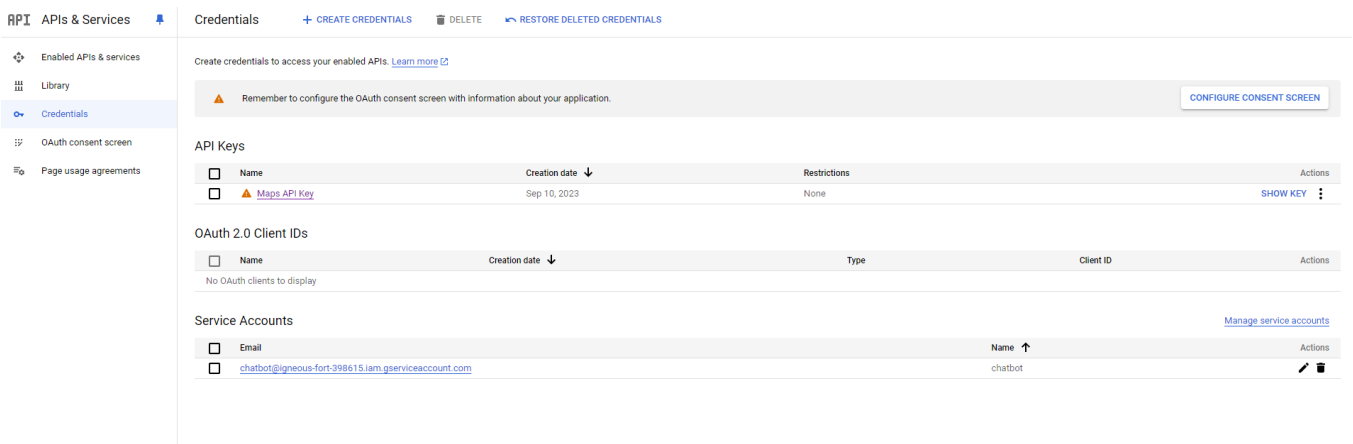 API APIs & Services
Credentials + CREATE CREDENTIALS DELETE RESTORE DELETED CREDENTIALS
Enabled APIs & services
Library
Credentials
OAuth consent screen
Page usage agreements
Create credentials to access your enabled APIs. Learn more
Remember to configure the OAuth consent screen with information about your application. CONFIGURE CONSENT SCREEN
API Keys
Name Creation date Restrictions Actions
Maps API Key Sep 10, 2023 None SHOW KEY
OAuth 2.0 Client IDs
Name Creation date Type Client ID Actions
No OAuth clients to display
Service Accounts Manage service accounts
Email Name Actions
chatbot@igneous-fort-398615.iam.gserviceaccount.com chatbot